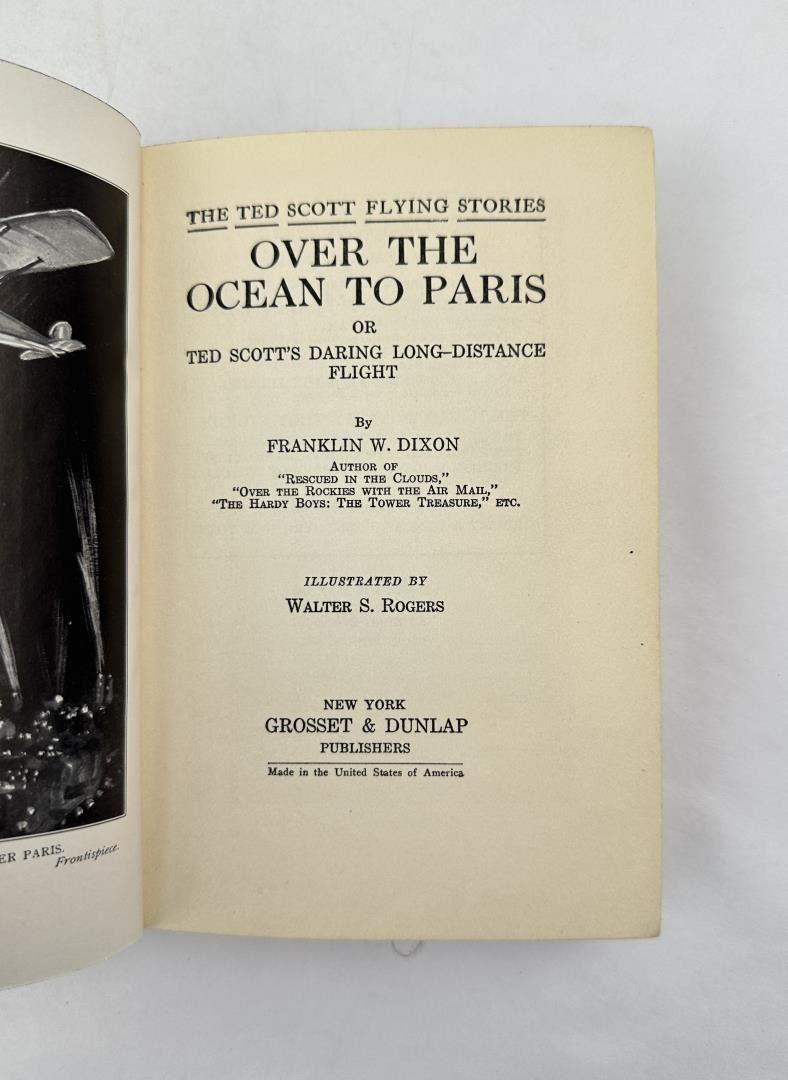 THE TED SCOTT FLYING STORIES
OVER THE
OCEAN TO PARIS
OR
TED SCOTT'S DARING LONG-DISTANCE
FLIGHT
By
FRANKLIN W. DIXON
AUTHOR OF
"RESCUED IN THE CLOUDS,"
"OVER THE ROCKIES WITH THE AIR MAIL,"
"THE HARDY BOYS: THE TOWER TREASURE," ETC.
ILLUSTRATED BY
WALTER S. ROGERS
NEW YORK
GROSSET & DUNLAP
PUBLISHERS
Made in the United States of America
ER PARIS.
Frontispiece.